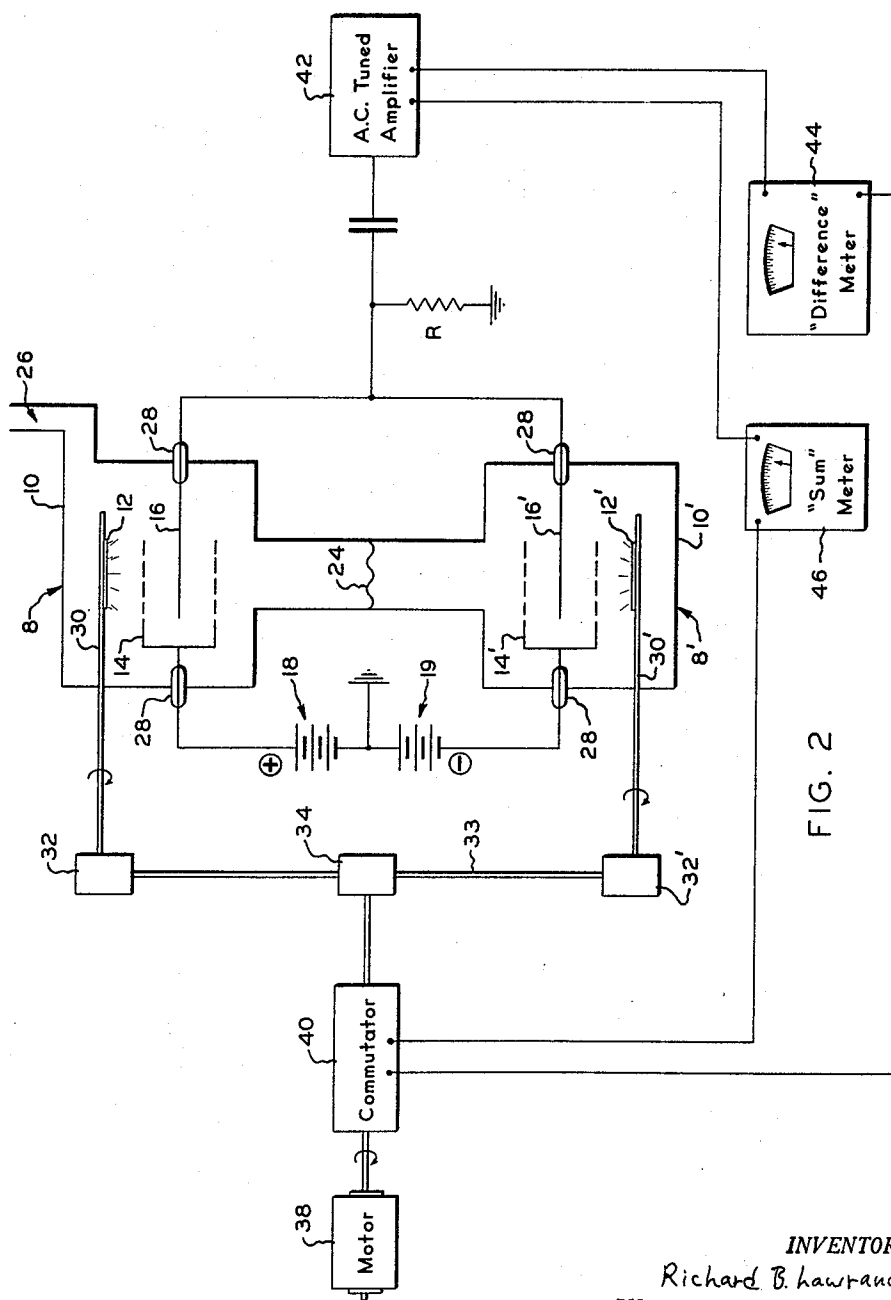 38
Motor
40
Commutator
34
32
33
32'
30
8
10
12
26
14
16
28
28
18
19
+
−
24
14'
16'
28
28
12'
30'
10'
8'
R
42
A.C. Tuned
Amplifier
44
"Difference"
Meter
46
"Sum"
Meter
FIG. 2
INVENTOR
Richard B. Lawranc